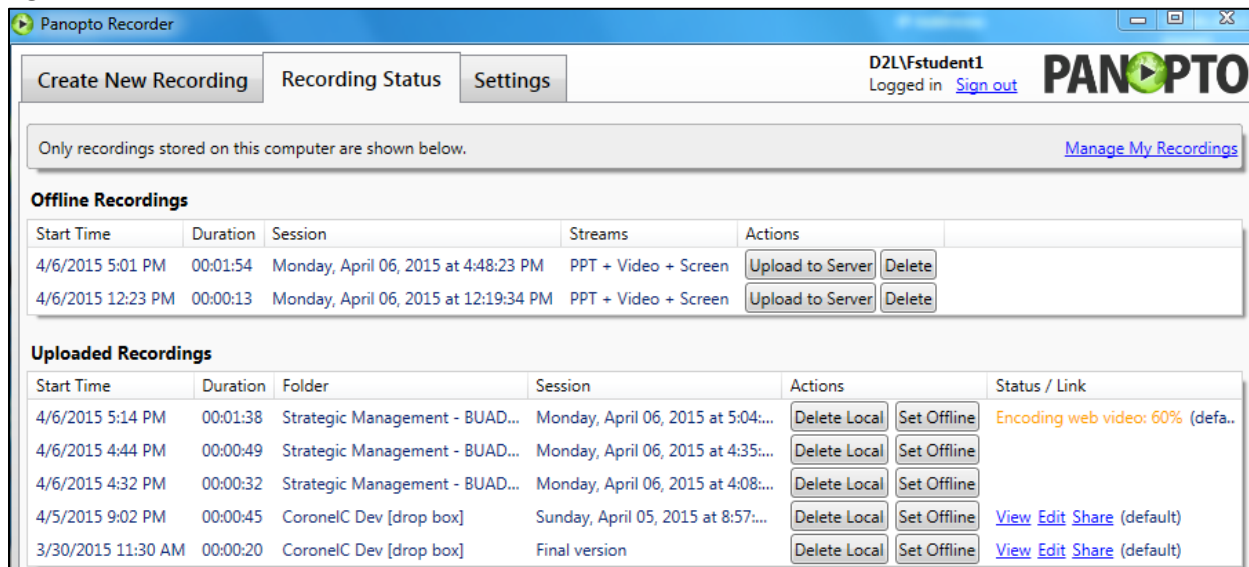 Panopto Recorder
Create New Recording Recording Status Settings D2L\Fstudent1 PANOPTO
Logged in Sign out
Only recordings stored on this computer are shown below. Manage My Recordings
Offline Recordings
Start Time Duration Session Streams Actions
4/6/2015 5:01 PM 00:01:54 Monday, April 06, 2015 at 4:48:23 PM PPT + Video + Screen Upload to Server Delete
4/6/2015 12:23 PM 00:00:13 Monday, April 06, 2015 at 12:19:34 PM PPT + Video + Screen Upload to Server Delete
Uploaded Recordings
Start Time Duration Folder Session Actions Status / Link
4/6/2015 5:14 PM 00:01:38 Strategic Management - BUAD... Monday, April 06, 2015 at 5:04:... Delete Local Set Offline Encoding web video: 60% (defa..
4/6/2015 4:44 PM 00:00:49 Strategic Management - BUAD... Monday, April 06, 2015 at 4:35:... Delete Local Set Offline
4/6/2015 4:32 PM 00:00:32 Strategic Management - BUAD... Monday, April 06, 2015 at 4:08:... Delete Local Set Offline
4/5/2015 9:02 PM 00:00:45 CoronelC Dev [drop box] Sunday, April 05, 2015 at 8:57:... Delete Local Set Offline View Edit Share (default)
3/30/2015 11:30 AM 00:00:20 CoronelC Dev [drop box] Final version Delete Local Set Offline View Edit Share (default)